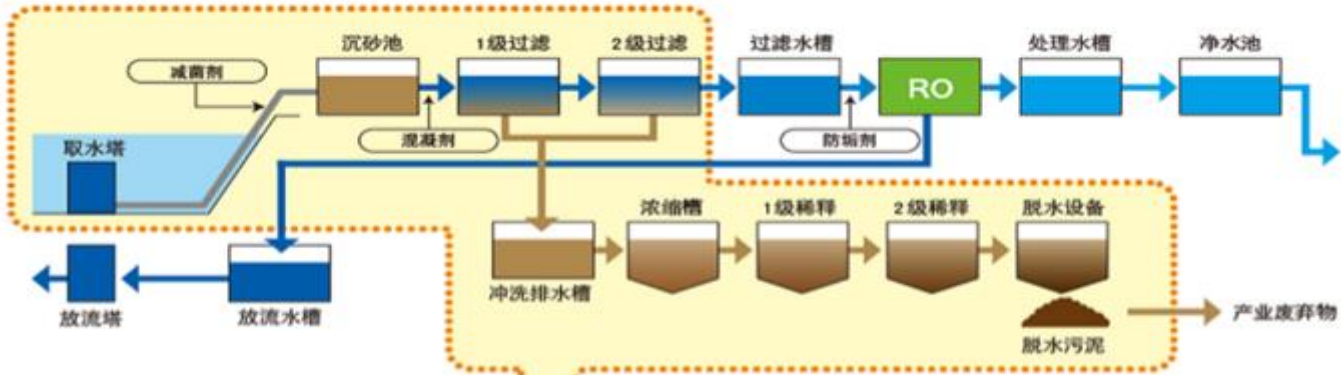 沉砂池
1级过滤
2级过滤
过滤水槽
处理水槽
净水池
减菌剂
RO
混凝剂
防垢剂
取水塔
浓缩槽
1级稀释
2级稀释
脱水设备
冲洗排水槽
放流塔
放流水槽
产业废弃物
脱水污泥